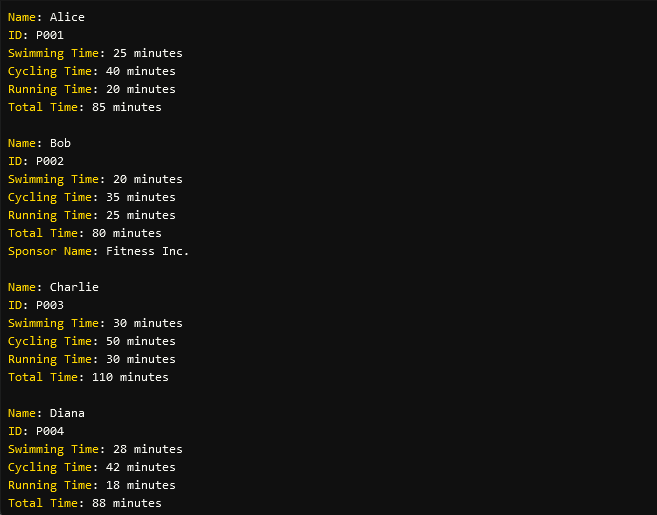 Name: Alice
ID: P001
Swimming Time: 25 minutes
Cycling Time: 40 minutes
Running Time: 20 minutes
Total Time: 85 minutes
Name: Bob
ID: P002
Swimming Time: 20 minutes
Cycling Time: 35 minutes
Running Time: 25 minutes
Total Time: 80 minutes
Sponsor Name: Fitness Inc.
Name: Charlie
ID: P003
Swimming Time: 30 minutes
Cycling Time: 50 minutes
Running Time: 30 minutes
Total Time: 110 minutes
Name: Diana
ID: P004
Swimming Time: 28 minutes
Cycling Time: 42 minutes
Running Time: 18 minutes
Total Time: 88 minutes